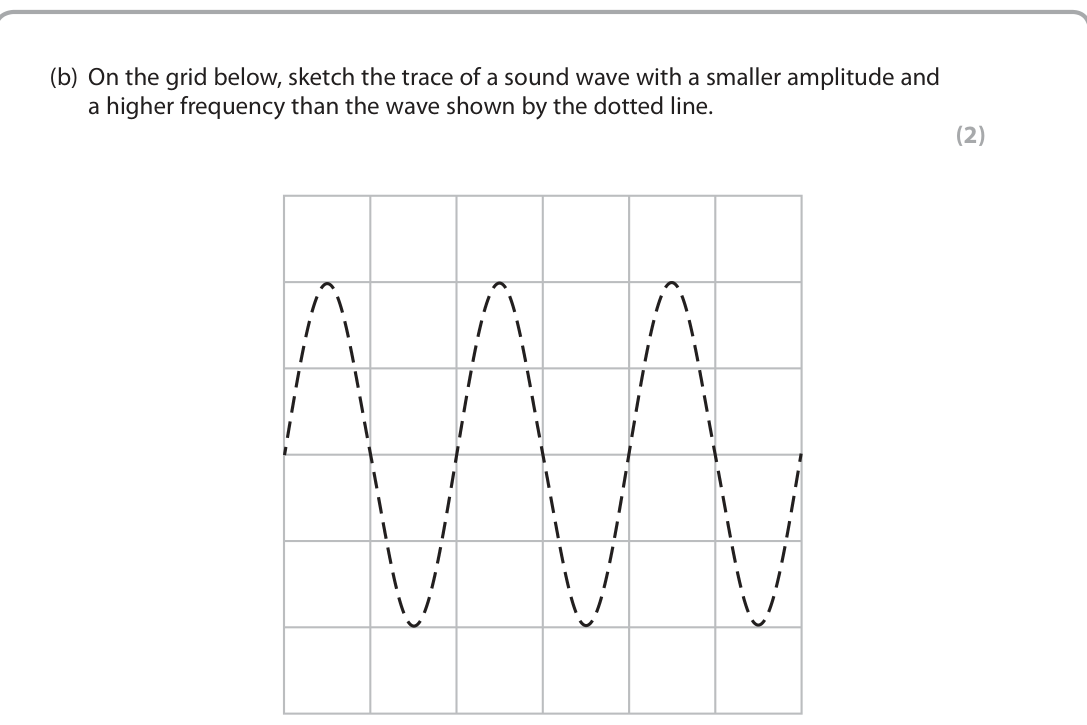 (b) On the grid below, sketch the trace of a sound wave with a smaller amplitude and
a higher frequency than the wave shown by the dotted line.
(2)